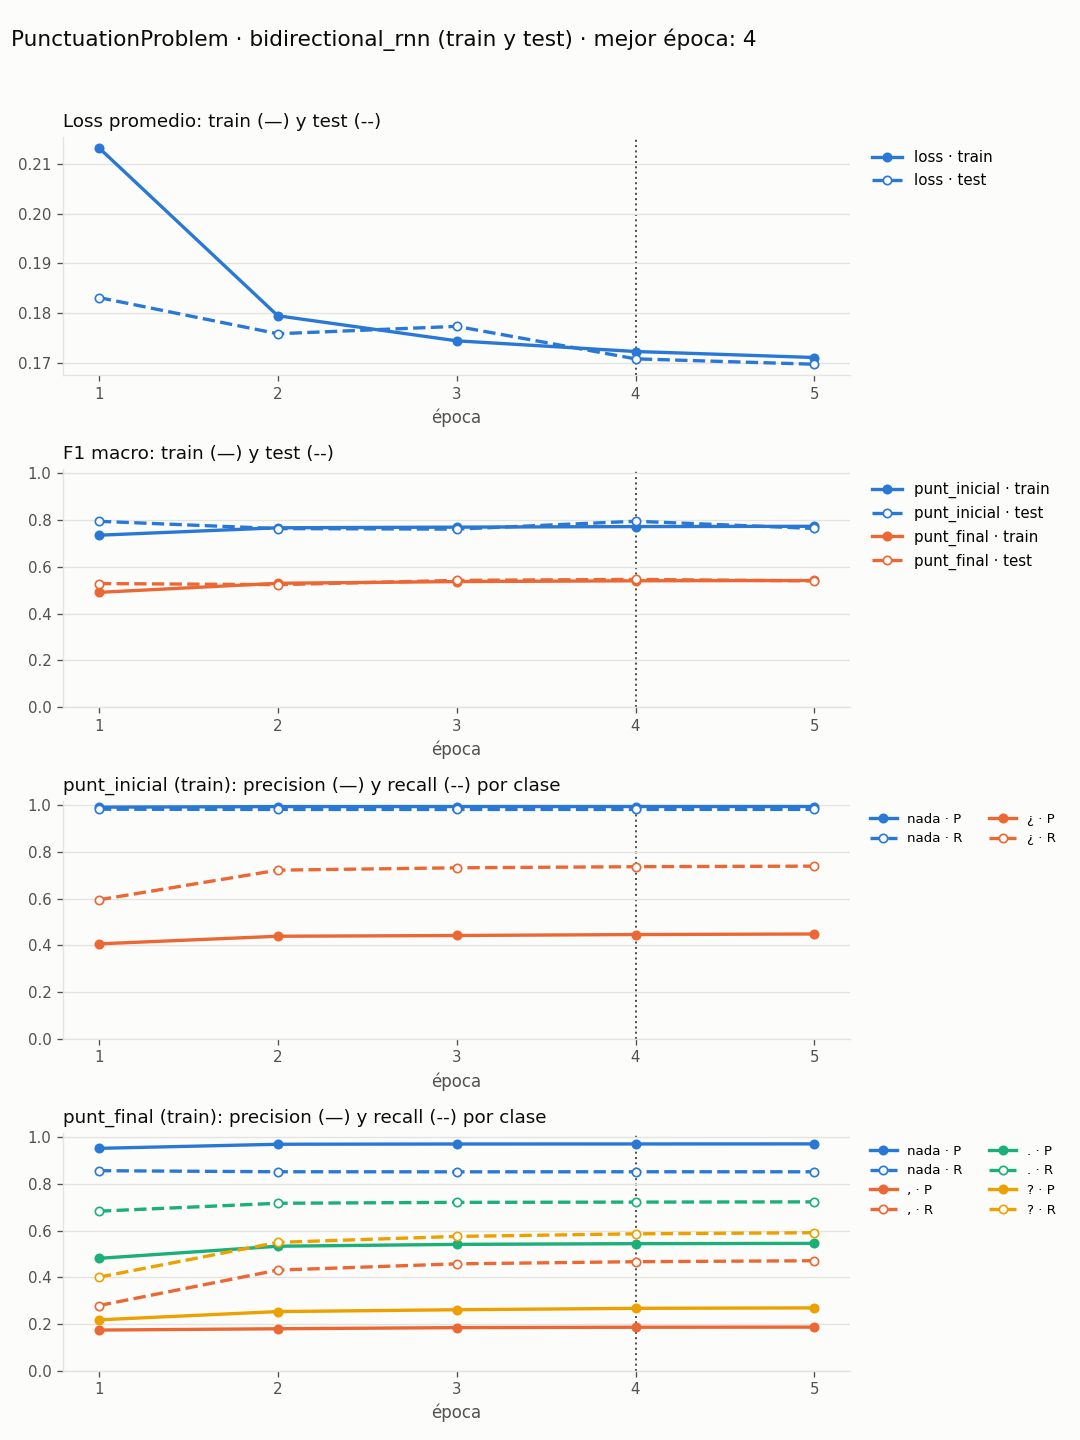 PunctuationProblem · bidirectional_rnn (train y test) · mejor época: 4
Loss promedio: train (—) y test (--)
0.21
0.20
0.19
0.18
0.17
1 2 3 4 5
época
loss · train
loss · test
F1 macro: train (—) y test (--)
1.0
0.8
0.6
0.4
0.2
0.0
1 2 3 4 5
época
punt_inicial · train
punt_inicial · test
punt_final · train
punt_final · test
punt_inicial (train): precision (—) y recall (--) por clase
1.0
0.8
0.6
0.4
0.2
0.0
1 2 3 4 5
época
nada · P ¿ · P
nada · R ¿ · R
punt_final (train): precision (—) y recall (--) por clase
1.0
0.8
0.6
0.4
0.2
0.0
1 2 3 4 5
época
nada · P . · P
nada · R . · R
, · P ? · P
, · R ? · R